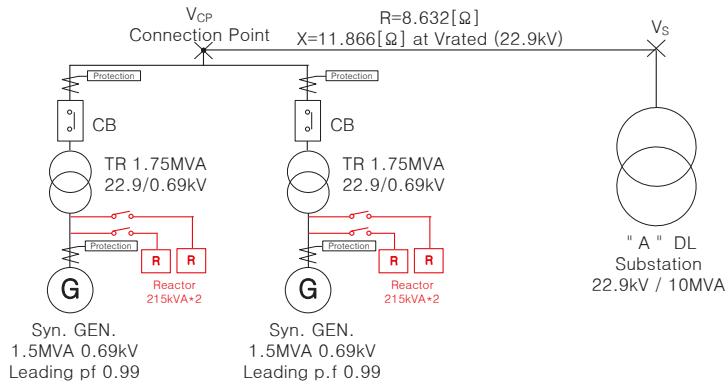 V_CP
Connection Point
R=8.632[Ω]
X=11.866[Ω] at Vrated (22.9kV)
V_S
Protection
Protection
CB
CB
TR 1.75MVA
22.9/0.69kV
TR 1.75MVA
22.9/0.69kV
Protection
R
R
Reactor
215kVA*2
Protection
R
R
Reactor
215kVA*2
G
G
Syn. GEN.
1.5MVA 0.69kV
Leading pf 0.99
Syn. GEN.
1.5MVA 0.69kV
Leading p.f 0.99
" A " DL
Substation
22.9kV / 10MVA